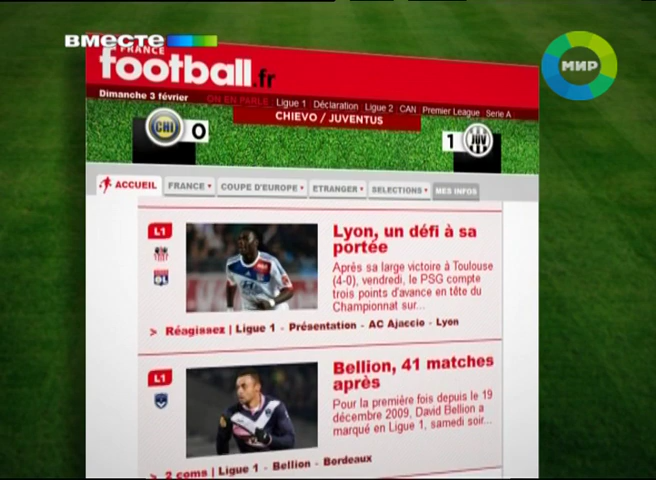 вместе
МИР
FRANCE
football.fr
Dimanche 3 février
ON EN PARLE Ligue 1 Déclaration Ligue 2 CAN Premier League Serie A
CHIEVO / JUVENTUS
CHI 0
1 JUV
ACCUEIL FRANCE COUPE D'EUROPE ETRANGER SELECTIONS MES INFOS
L1
OL
Lyon, un défi à sa
portée
Après sa large victoire à Toulouse
(4-0), vendredi, le PSG compte
trois points d'avance en tête du
Championnat sur...
> Réagissez | Ligue 1 - Présentation - AC Ajaccio - Lyon
L1
Bellion, 41 matches
après
Pour la première fois depuis le 19
décembre 2009, David Bellion a
marqué en Ligue 1, samedi soir...
> 2 coms | Ligue 1 - Bellion - Bordeaux